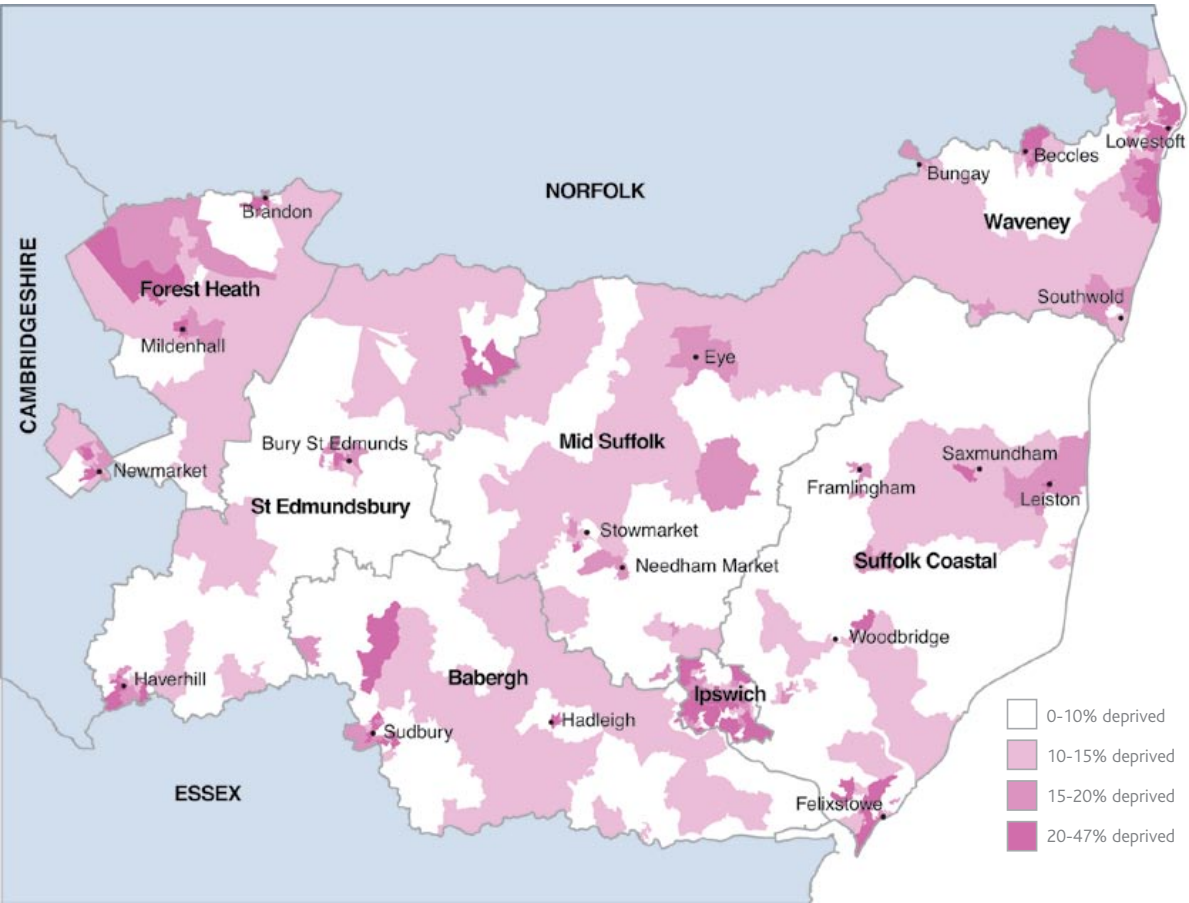 Lowestoft
Beccles
Bungay
NORFOLK
Brandon
Waveney
CAMBRIDGESHIRE
Forest Heath
Southwold
Mildenhall
Eye
Mid Suffolk
Bury St Edmunds
Saxmundham
Newmarket
Framlingham
Leiston
St Edmundsbury
Stowmarket
Suffolk Coastal
Needham Market
Woodbridge
Babergh
Haverhill
Ipswich
Hadleigh
Sudbury
ESSEX
Felixstowe
0-10% deprived
10-15% deprived
15-20% deprived
20-47% deprived